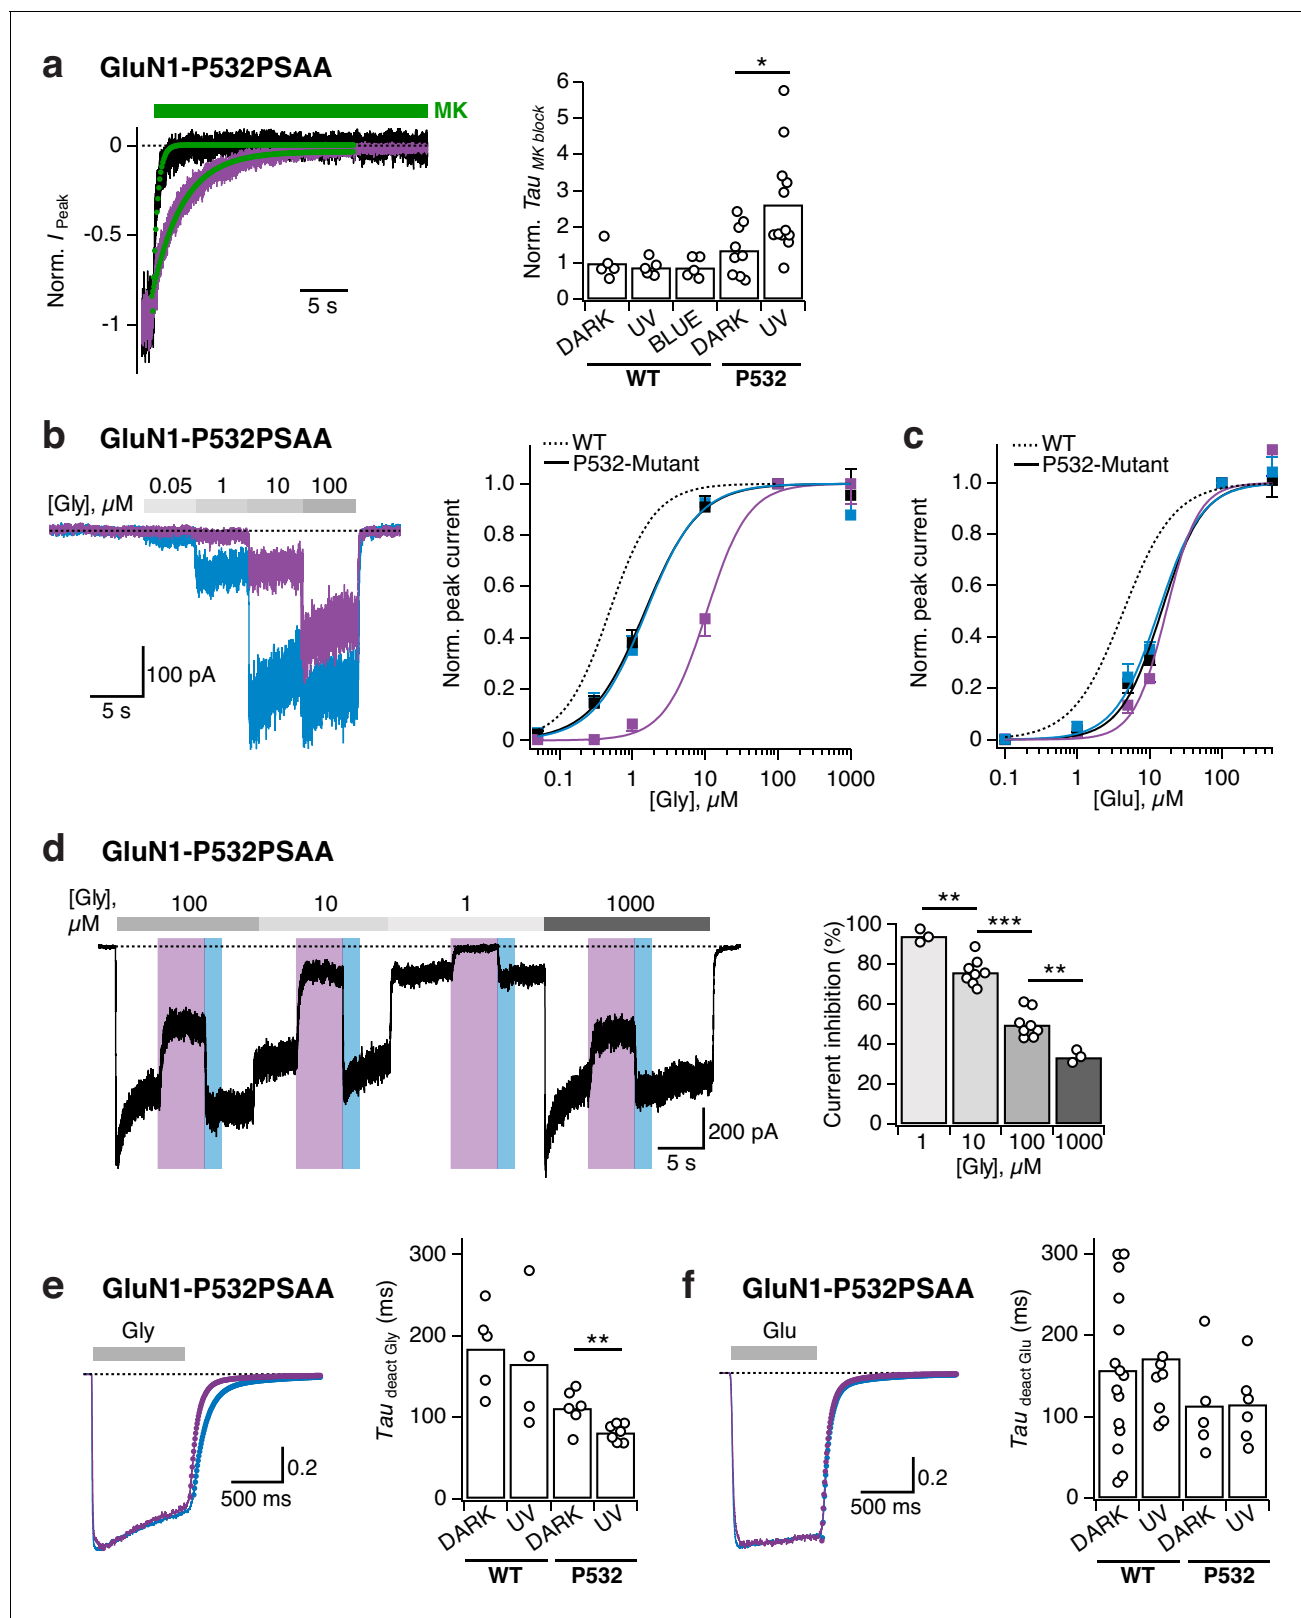 a GluN1-P532PSAA
MK
0
-0.5
-1
Norm. I Peak
5 s
*
6
5
4
3
2
1
0
Norm. Tau MK block
DARK UV BLUE DARK UV
WT P532
b GluN1-P532PSAA
[Gly], µM 0.05 1 10 100
100 pA
5 s
WT
P532-Mutant
1.0
0.8
0.6
0.4
0.2
0
Norm. peak current
0.1 1 10 100 1000
[Gly], µM
c
WT
P532-Mutant
1.0
0.8
0.6
0.4
0.2
0
Norm. peak current
0.1 1 10 100
[Glu], µM
d GluN1-P532PSAA
[Gly], µM
100 10 1 1000
200 pA
5 s
** *** **
100
80
60
40
20
0
Current inhibition (%)
1 10 100 1000
[Gly], µM
e GluN1-P532PSAA
Gly
0.2
500 ms
**
300
200
100
0
Tau deact Gly (ms)
DARK UV DARK UV
WT P532
f GluN1-P532PSAA
Glu
0.2
500 ms
300
200
100
0
Tau deact Glu (ms)
DARK UV DARK UV
WT P532